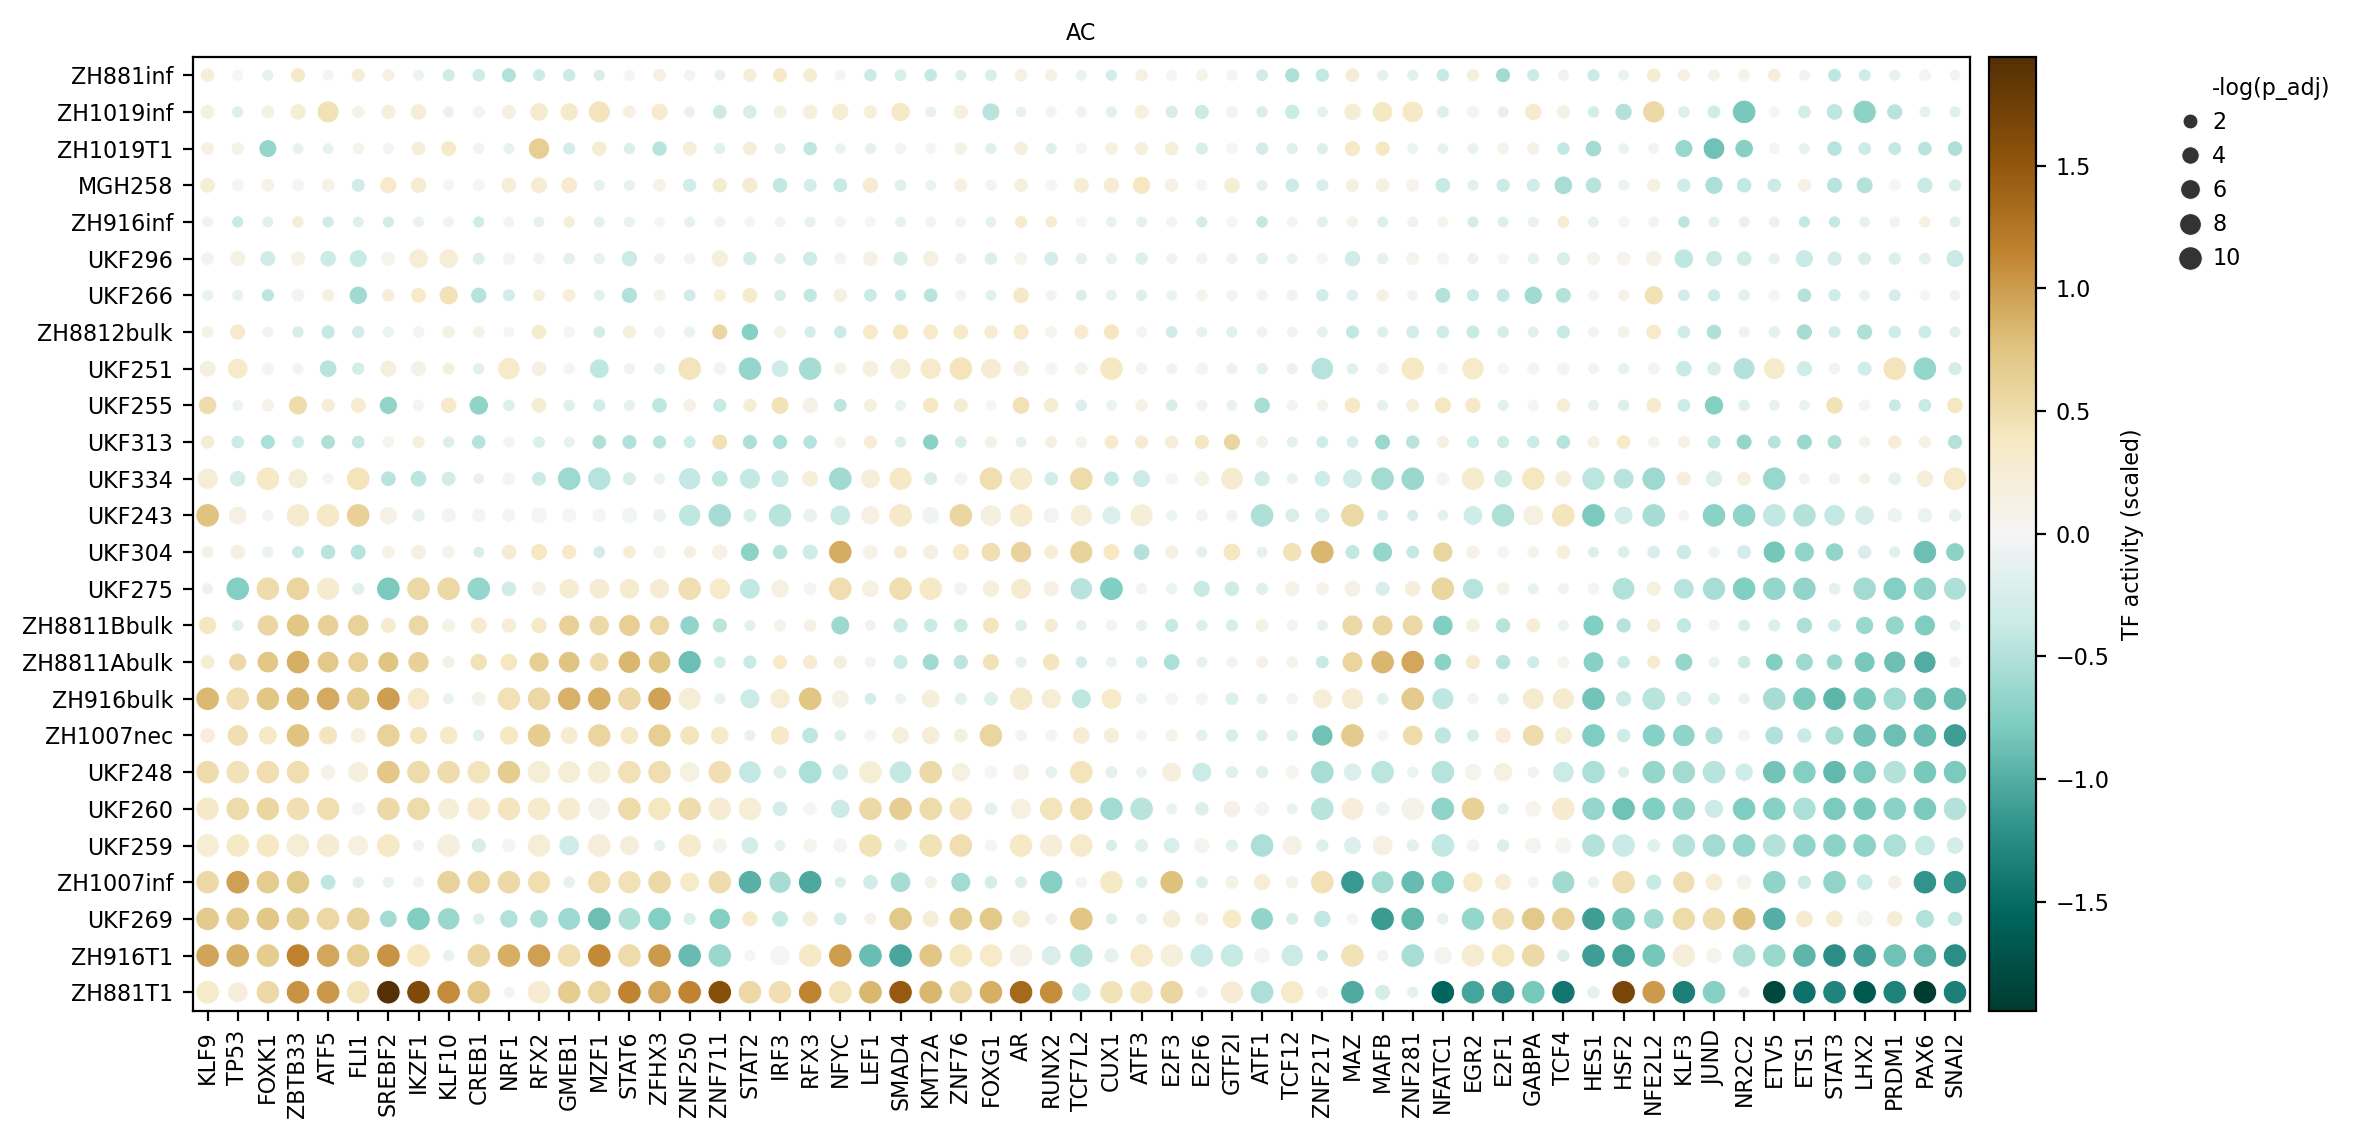 AC
ZH881inf
ZH1019inf
ZH1019T1
MGH258
ZH916inf
UKF296
UKF266
ZH8812bulk
UKF251
UKF255
UKF313
UKF334
UKF243
UKF304
UKF275
ZH8811Bbulk
ZH8811Abulk
ZH916bulk
ZH1007nec
UKF248
UKF260
UKF259
ZH1007inf
UKF269
ZH916T1
ZH881T1
KLF9
TP53
FOXK1
ZBTB33
ATF5
FLI1
SREBF2
IKZF1
KLF10
CREB1
NRF1
RFX2
GMEB1
MZF1
STAT6
ZFHX3
ZNF250
ZNF711
STAT2
IRF3
RFX3
NFYC
LEF1
SMAD4
KMT2A
ZNF76
FOXG1
AR
RUNX2
TCF7L2
CUX1
ATF3
E2F3
E2F6
GTF2I
ATF1
TCF12
ZNF217
MAZ
MAFB
ZNF281
NFATC1
EGR2
E2F1
GABPA
TCF4
HES1
HSF2
NFE2L2
KLF3
JUND
NR2C2
ETV5
ETS1
STAT3
LHX2
PRDM1
PAX6
SNAI2
1.5
1.0
0.5
0.0
−0.5
−1.0
−1.5
TF activity (scaled)
-log(p_adj)
2
4
6
8
10